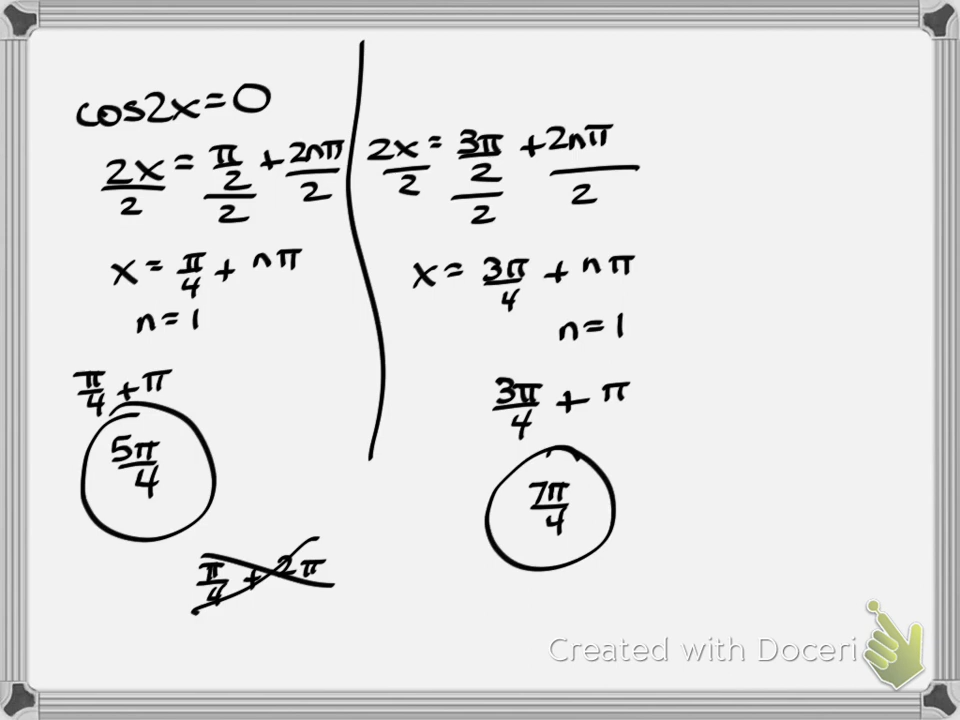 cos2x=0
2x/2 = π/2/2 + 2nπ/2
x = π/4 + nπ
n=1
π/4 + π
5π/4
π/4 + 2π
2x/2 = 3π/2/2 + 2nπ/2
x = 3π/4 + nπ
n=1
3π/4 + π
7π/4
Created with Doceri